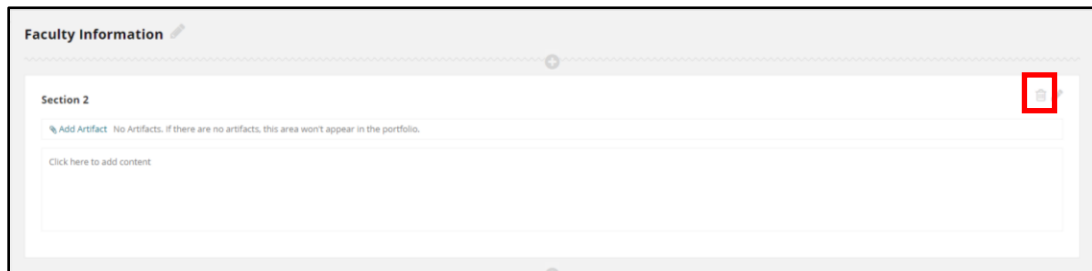 Faculty Information
Section 2
Add Artifact No Artifacts. If there are no artifacts, this area won't appear in the portfolio.
Click here to add content